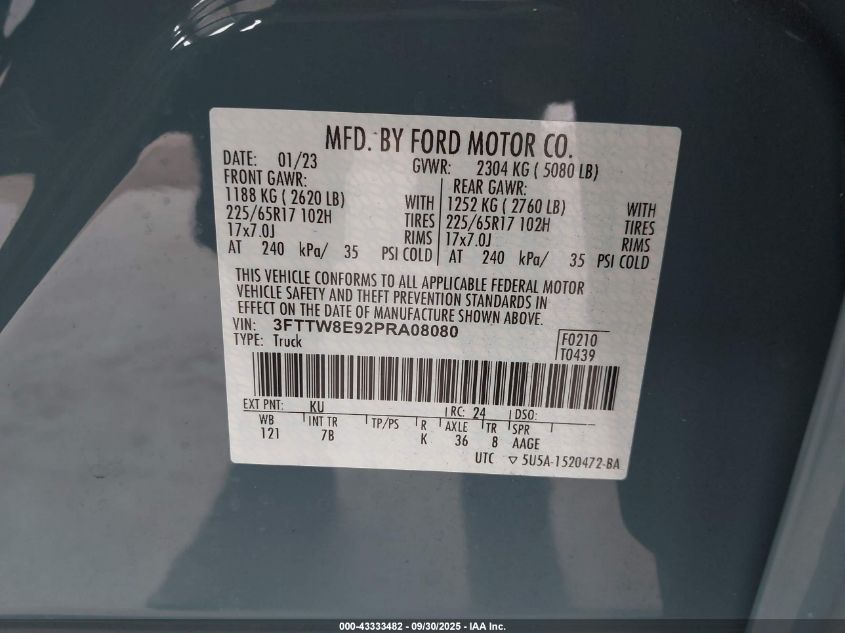 MFD. BY FORD MOTOR CO.
DATE: 01/23 GVWR: 2304 KG ( 5080 LB)
FRONT GAWR: REAR GAWR:
1188 KG ( 2620 LB) WITH 1252 KG ( 2760 LB) WITH
225/65R17 102H TIRES 225/65R17 102H TIRES
17x7.0J RIMS 17x7.0J RIMS
AT 240 kPa/ 35 PSI COLD AT 240 kPa/ 35 PSI COLD
THIS VEHICLE CONFORMS TO ALL APPLICABLE FEDERAL MOTOR
VEHICLE SAFETY AND THEFT PREVENTION STANDARDS IN
EFFECT ON THE DATE OF MANUFACTURE SHOWN ABOVE.
VIN: 3FTTW8E92PRA08080
TYPE: Truck
F0210
T0439
EXT PNT: KU RC: 24 DSO:
WB INT TR TP/PS R AXLE TR SPR
121 7B K 36 8 AAGE
UTC ▽ 5U5A-1520472-BA
000-43333482 - 09/30/2025 - IAA Inc.